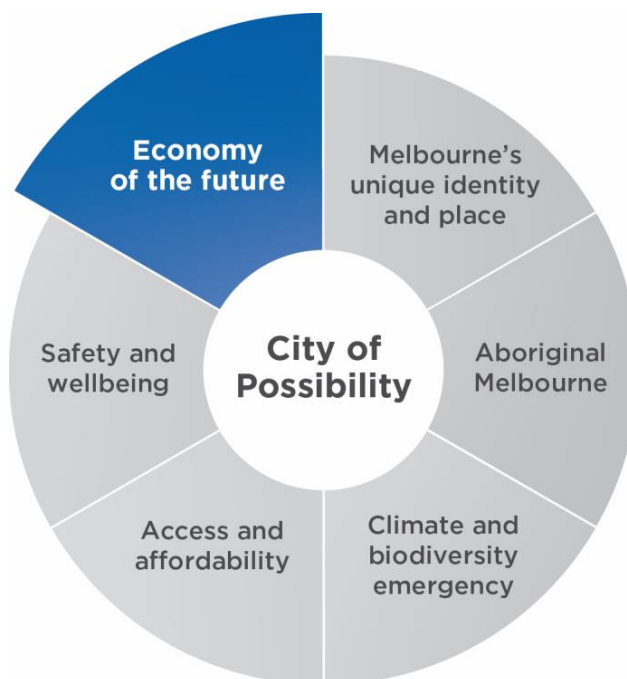 Economy
of the future
Melbourne's
unique identity
and place
Safety and
wellbeing
City of
Possibility
Aboriginal
Melbourne
Access and
affordability
Climate and
biodiversity
emergency